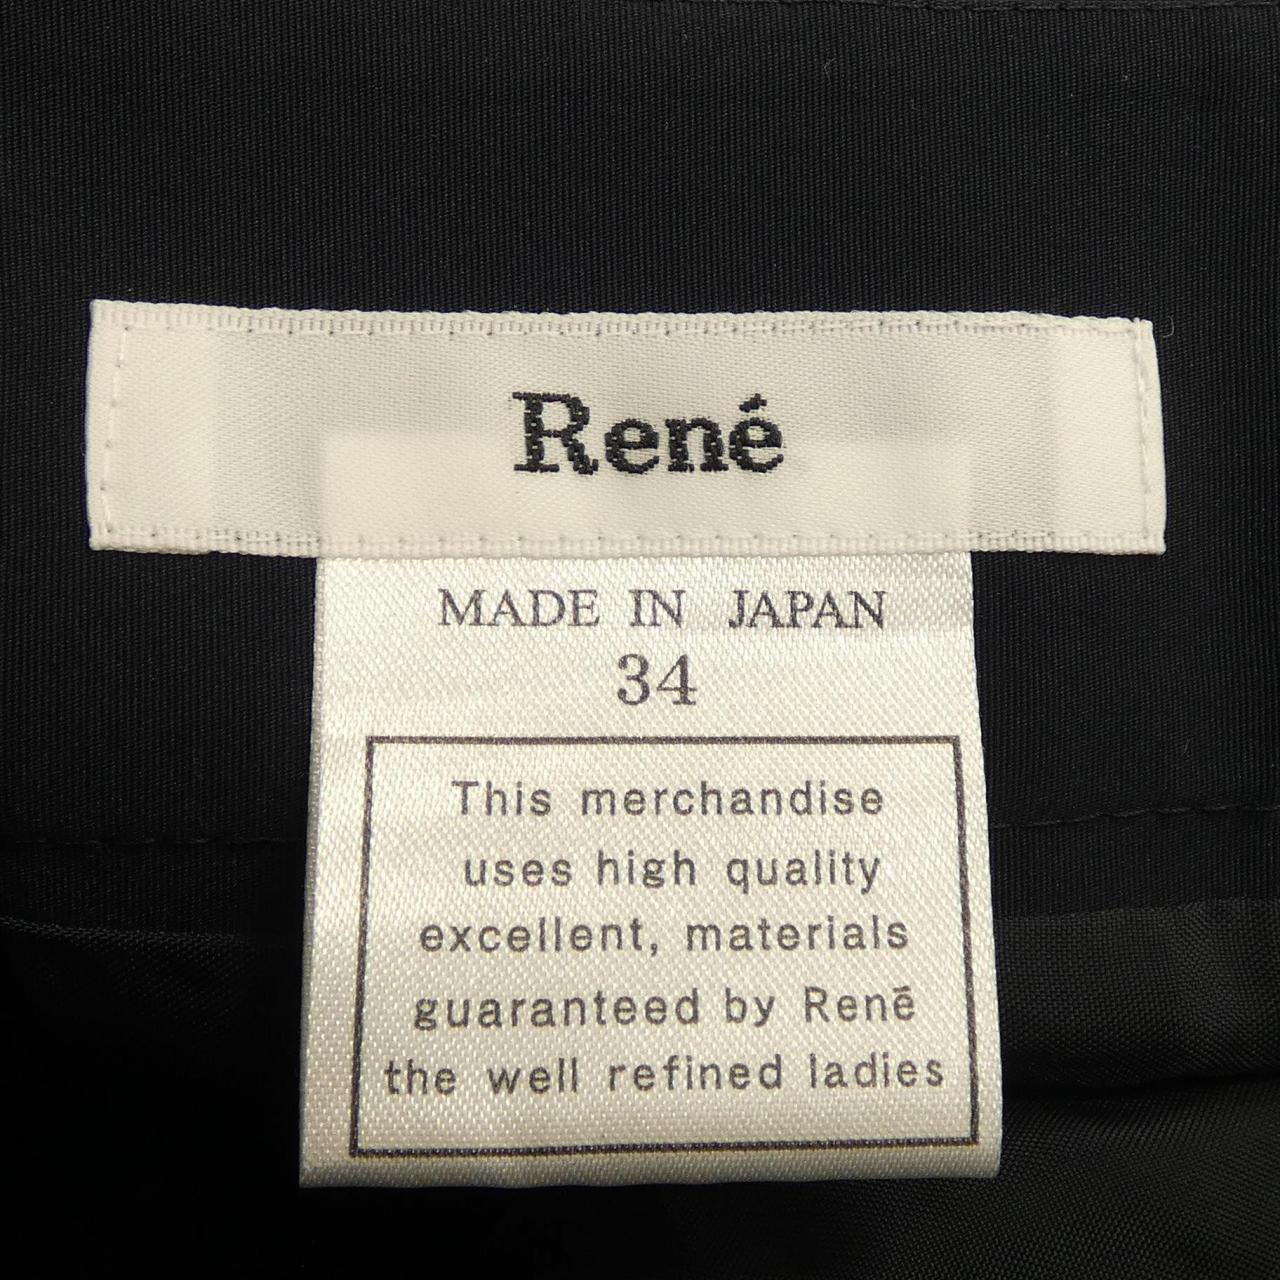 René
MADE IN JAPAN
34
This merchandise
uses high quality
excellent, materials
guaranteed by Renē
the well refined ladies